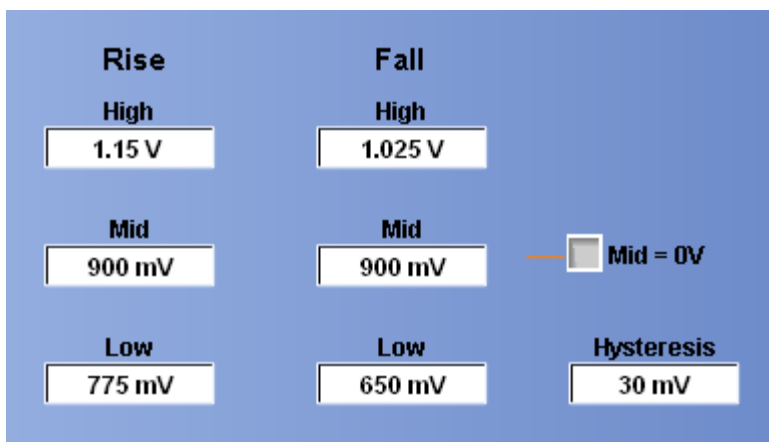 Rise Fall
High High
1.15 V 1.025 V
Mid Mid
900 mV 900 mV Mid = 0V
Low Low Hysteresis
775 mV 650 mV 30 mV